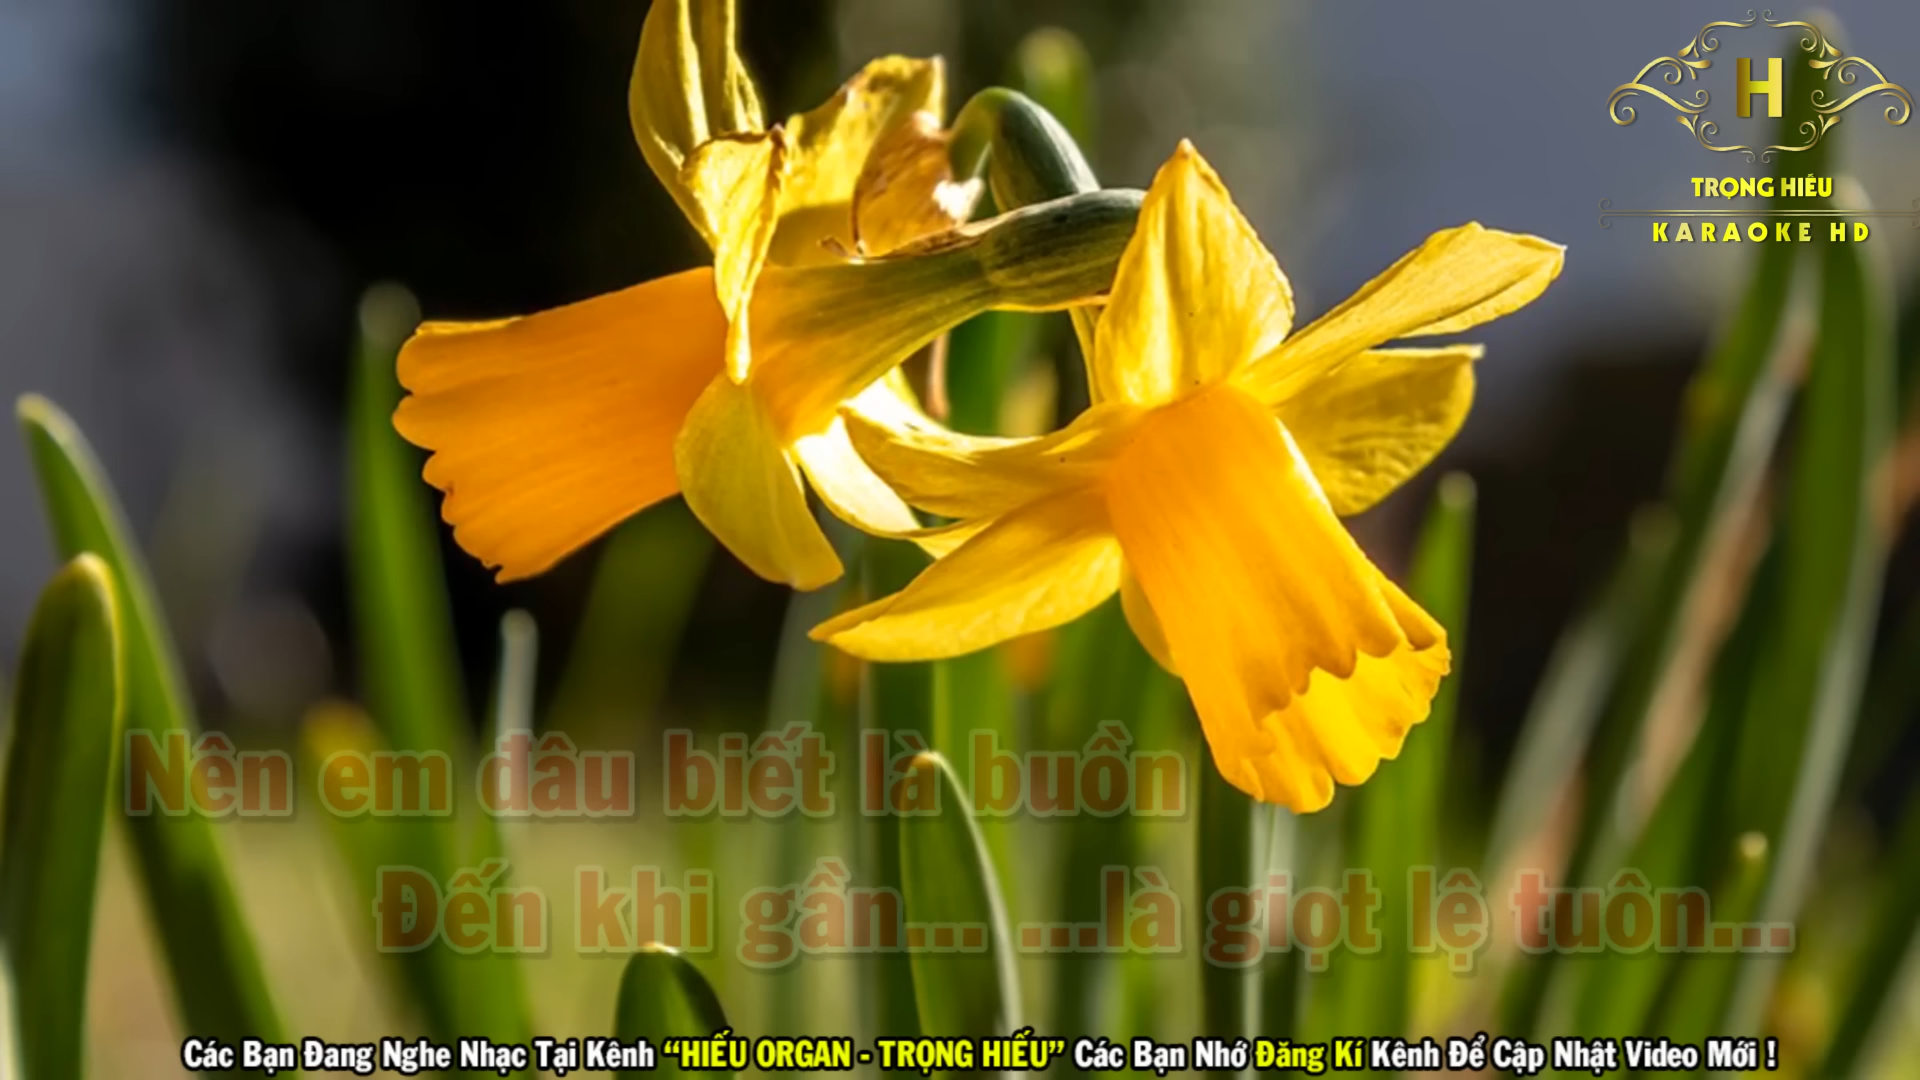 H
TRỌNG HIẾU
KARAOKE HD
Nên em đâu biết là buồn
Đến khi gần... ...là giọt lệ tuôn...
Các Bạn Đang Nghe Nhạc Tại Kênh “HIẾU ORGAN - TRỌNG HIẾU” Các Bạn Nhớ Đăng Kí Kênh Để Cập Nhật Video Mới !